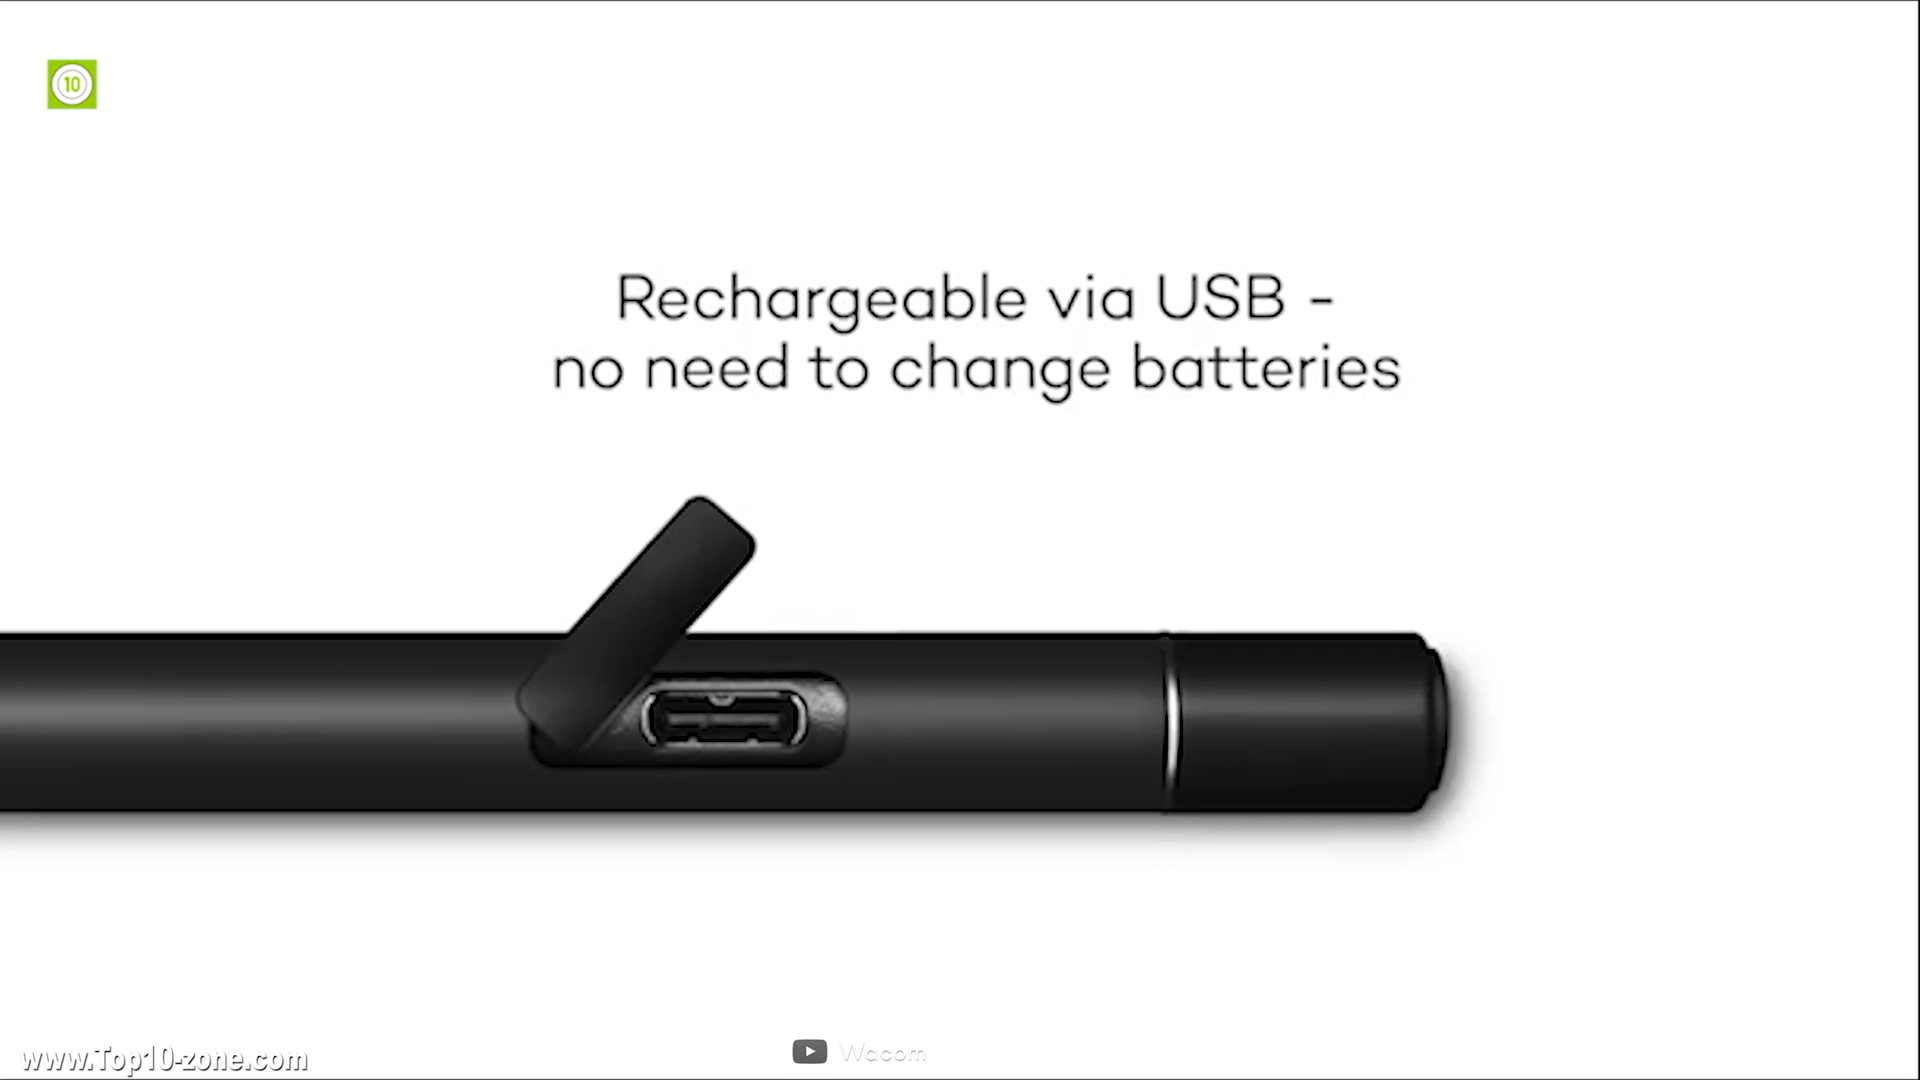 10
Rechargeable via USB -
no need to change batteries
www.Top10-zone.com
Wacom